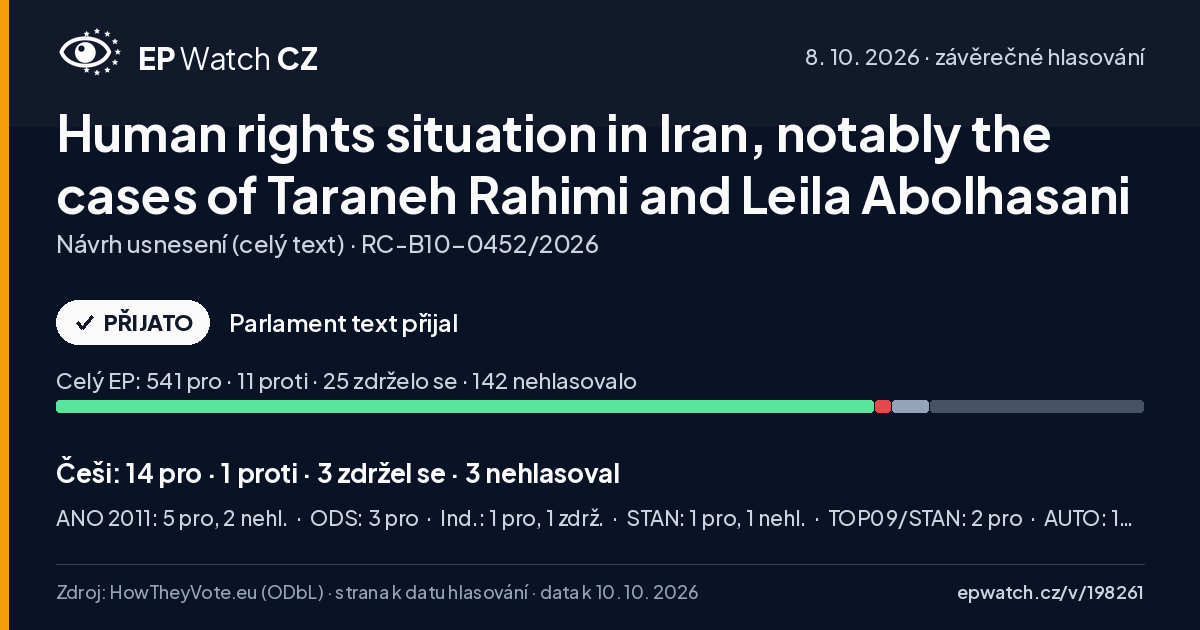 EP Watch CZ
8. 10. 2026 · závěrečné hlasování
Human rights situation in Iran, notably the
cases of Taraneh Rahimi and Leila Abolhasani
Návrh usnesení (celý text) · RC-B10-0452/2026
✓ PŘIJATO
Parlament text přijal
Celý EP: 541 pro · 11 proti · 25 zdrželo se · 142 nehlasovalo
Češi: 14 pro · 1 proti · 3 zdržel se · 3 nehlasoval
ANO 2011: 5 pro, 2 nehl. · ODS: 3 pro · Ind.: 1 pro, 1 zdrž. · STAN: 1 pro, 1 nehl. · TOP09/STAN: 2 pro · AUTO: 1…
Zdroj: HowTheyVote.eu (ODbL) · strana k datu hlasování · data k 10. 10. 2026
epwatch.cz/v/198261